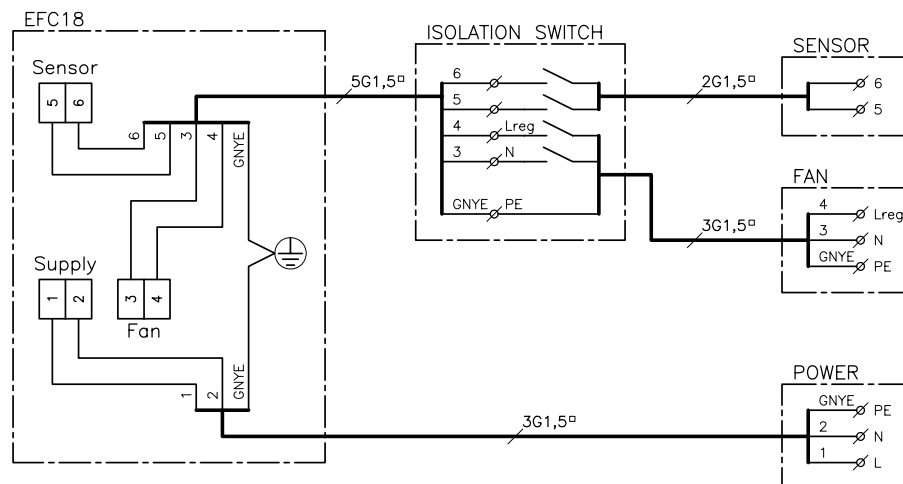 EFC18
Sensor
5 6
6 5 3 4 GNYE
Supply
1 2
3 4
Fan
1 2 GNYE
5G1,5▫
ISOLATION SWITCH
6
5
4 Lreg
3 N
GNYE PE
2G1,5▫
SENSOR
6
5
3G1,5▫
FAN
4 Lreg
3 N
GNYE PE
3G1,5▫
POWER
GNYE PE
2 N
1 L